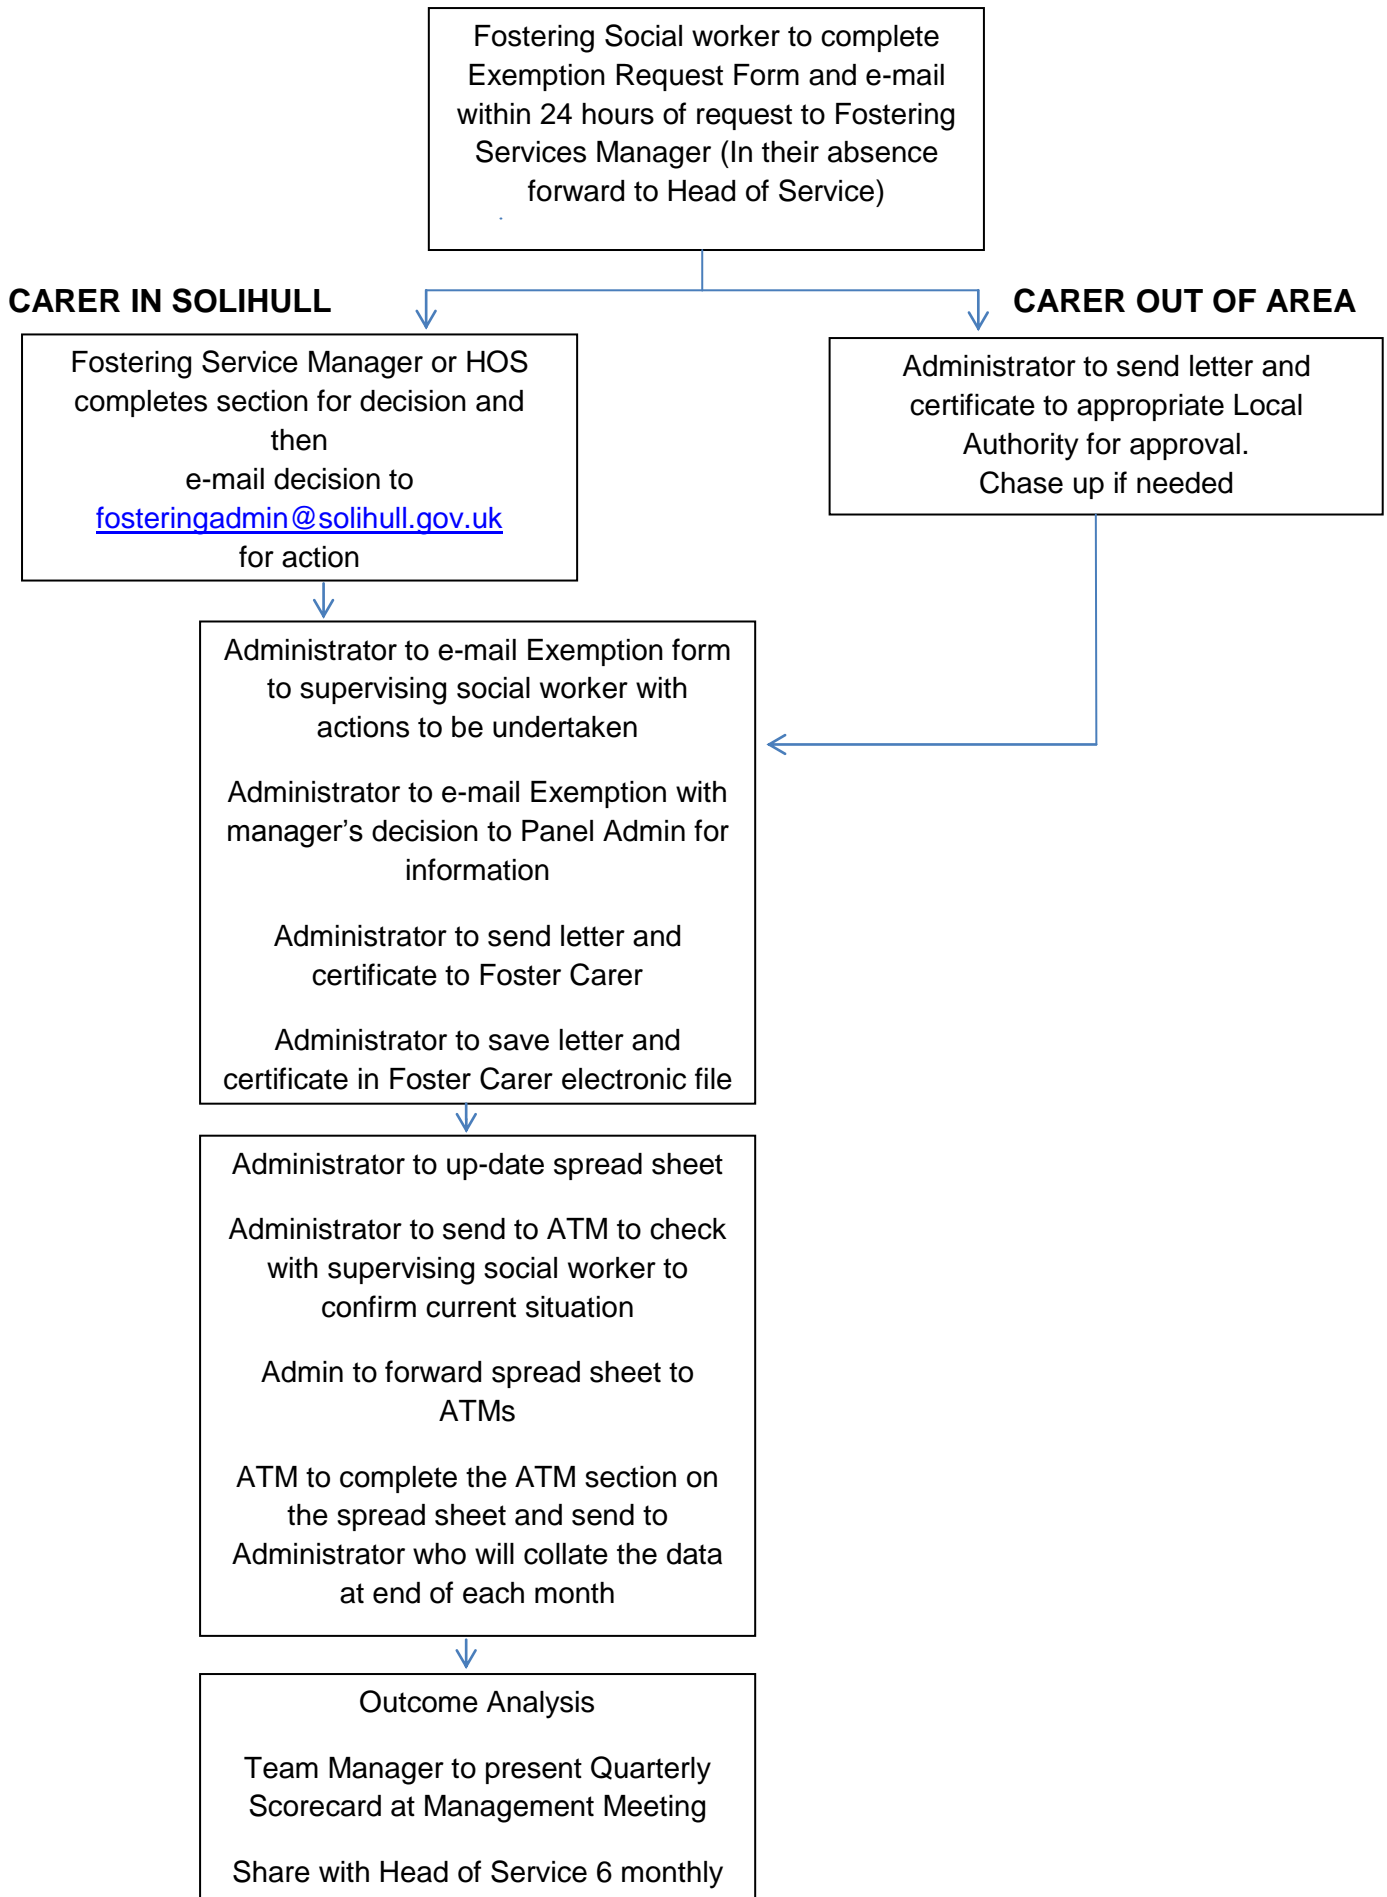 Fostering Social worker to complete
Exemption Request Form and e-mail
within 24 hours of request to Fostering
Services Manager (In their absence
forward to Head of Service)
CARER IN SOLIHULL
CARER OUT OF AREA
Fostering Service Manager or HOS
completes section for decision and
then
e-mail decision to
fosteringadmin@solihull.gov.uk
for action
Administrator to send letter and
certificate to appropriate Local
Authority for approval.
Chase up if needed
Administrator to e-mail Exemption form
to supervising social worker with
actions to be undertaken
Administrator to e-mail Exemption with
manager’s decision to Panel Admin for
information
Administrator to send letter and
certificate to Foster Carer
Administrator to save letter and
certificate in Foster Carer electronic file
Administrator to up-date spread sheet
Administrator to send to ATM to check
with supervising social worker to
confirm current situation
Admin to forward spread sheet to
ATMs
ATM to complete the ATM section on
the spread sheet and send to
Administrator who will collate the data
at end of each month
Outcome Analysis
Team Manager to present Quarterly
Scorecard at Management Meeting
Share with Head of Service 6 monthly